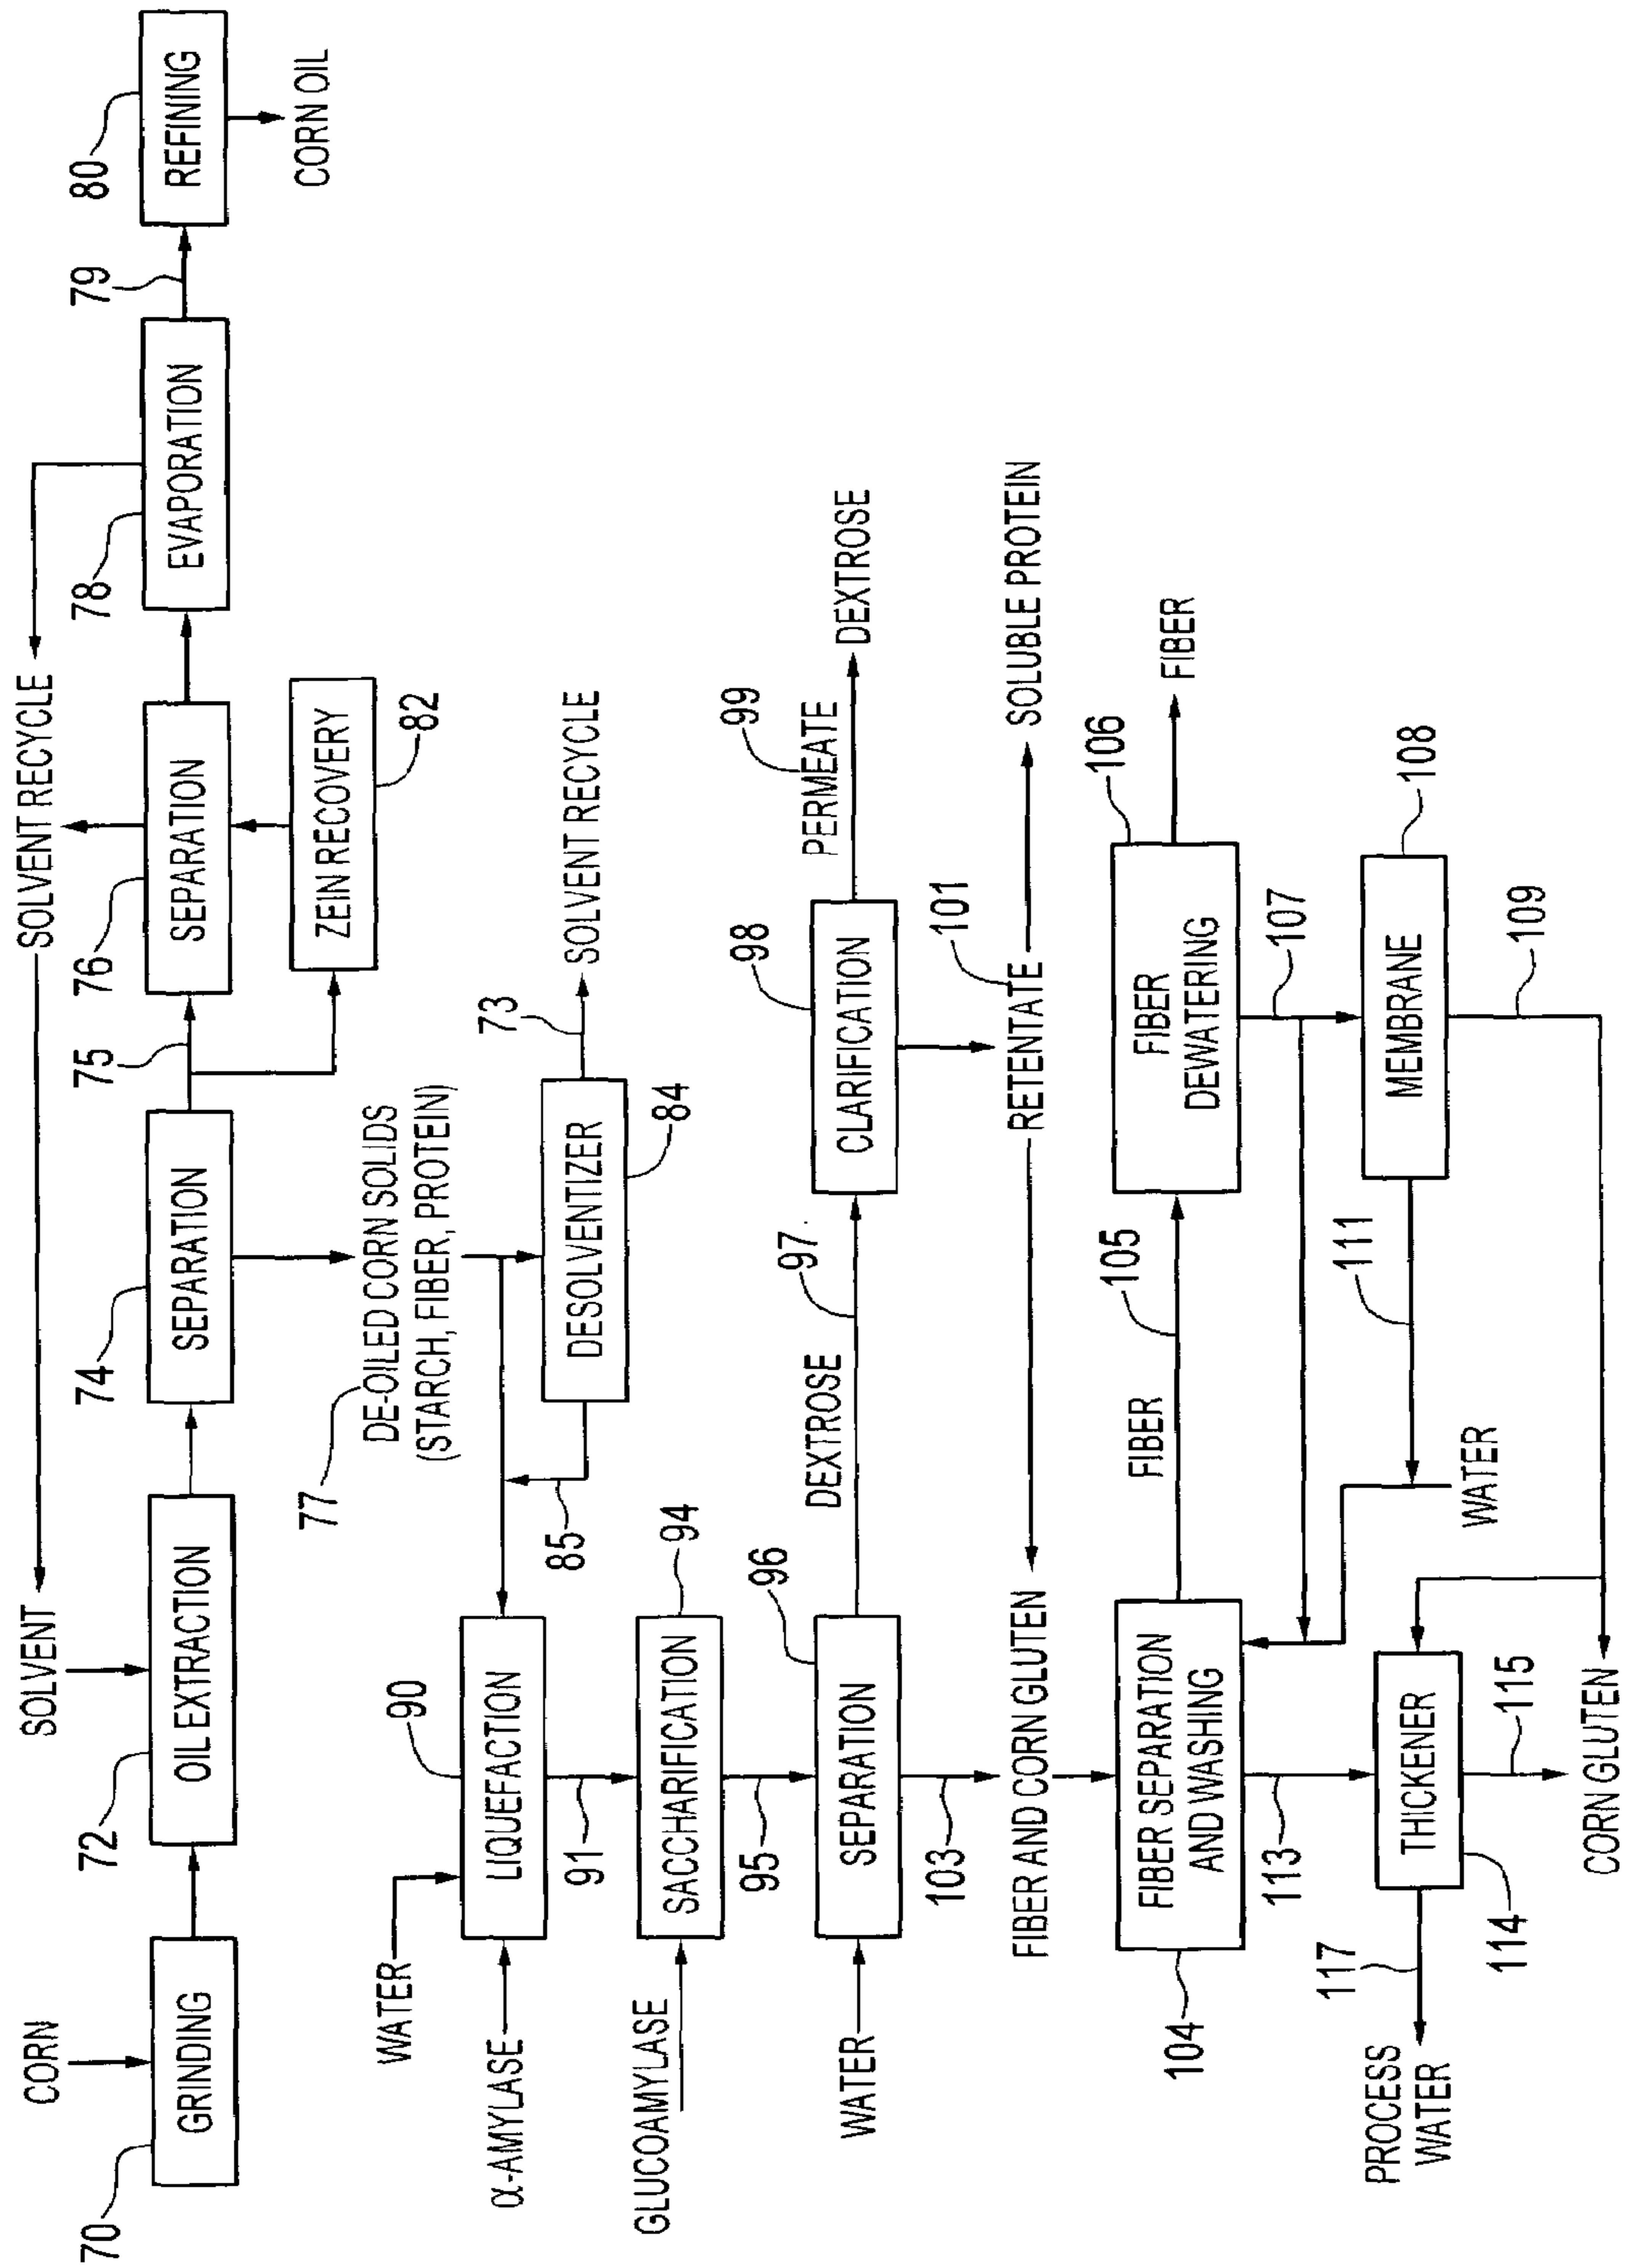 CORN
70
GRINDING
SOLVENT
72
OIL EXTRACTION
SOLVENT RECYCLE
74
SEPARATION
75
76
SEPARATION
78
EVAPORATION
79
80
REFINING
CORN OIL
ZEIN RECOVERY
82
77
DE-OILED CORN SOLIDS
(STARCH, FIBER, PROTEIN)
73
SOLVENT RECYCLE
DESOLVENTIZER
84
85
WATER
α-AMYLASE
90
LIQUEFACTION
91
GLUCOAMYLASE
SACCHARIFICATION
94
95
WATER
SEPARATION
96
DEXTROSE
97
CLARIFICATION
98
PERMEATE
99
DEXTROSE
103
FIBER AND CORN GLUTEN
RETENTATE
101
SOLUBLE PROTEIN
104
FIBER SEPARATION
AND WASHING
FIBER
105
FIBER
DEWATERING
106
FIBER
107
MEMBRANE
108
109
111
WATER
113
THICKENER
114
115
117
PROCESS
WATER
CORN GLUTEN